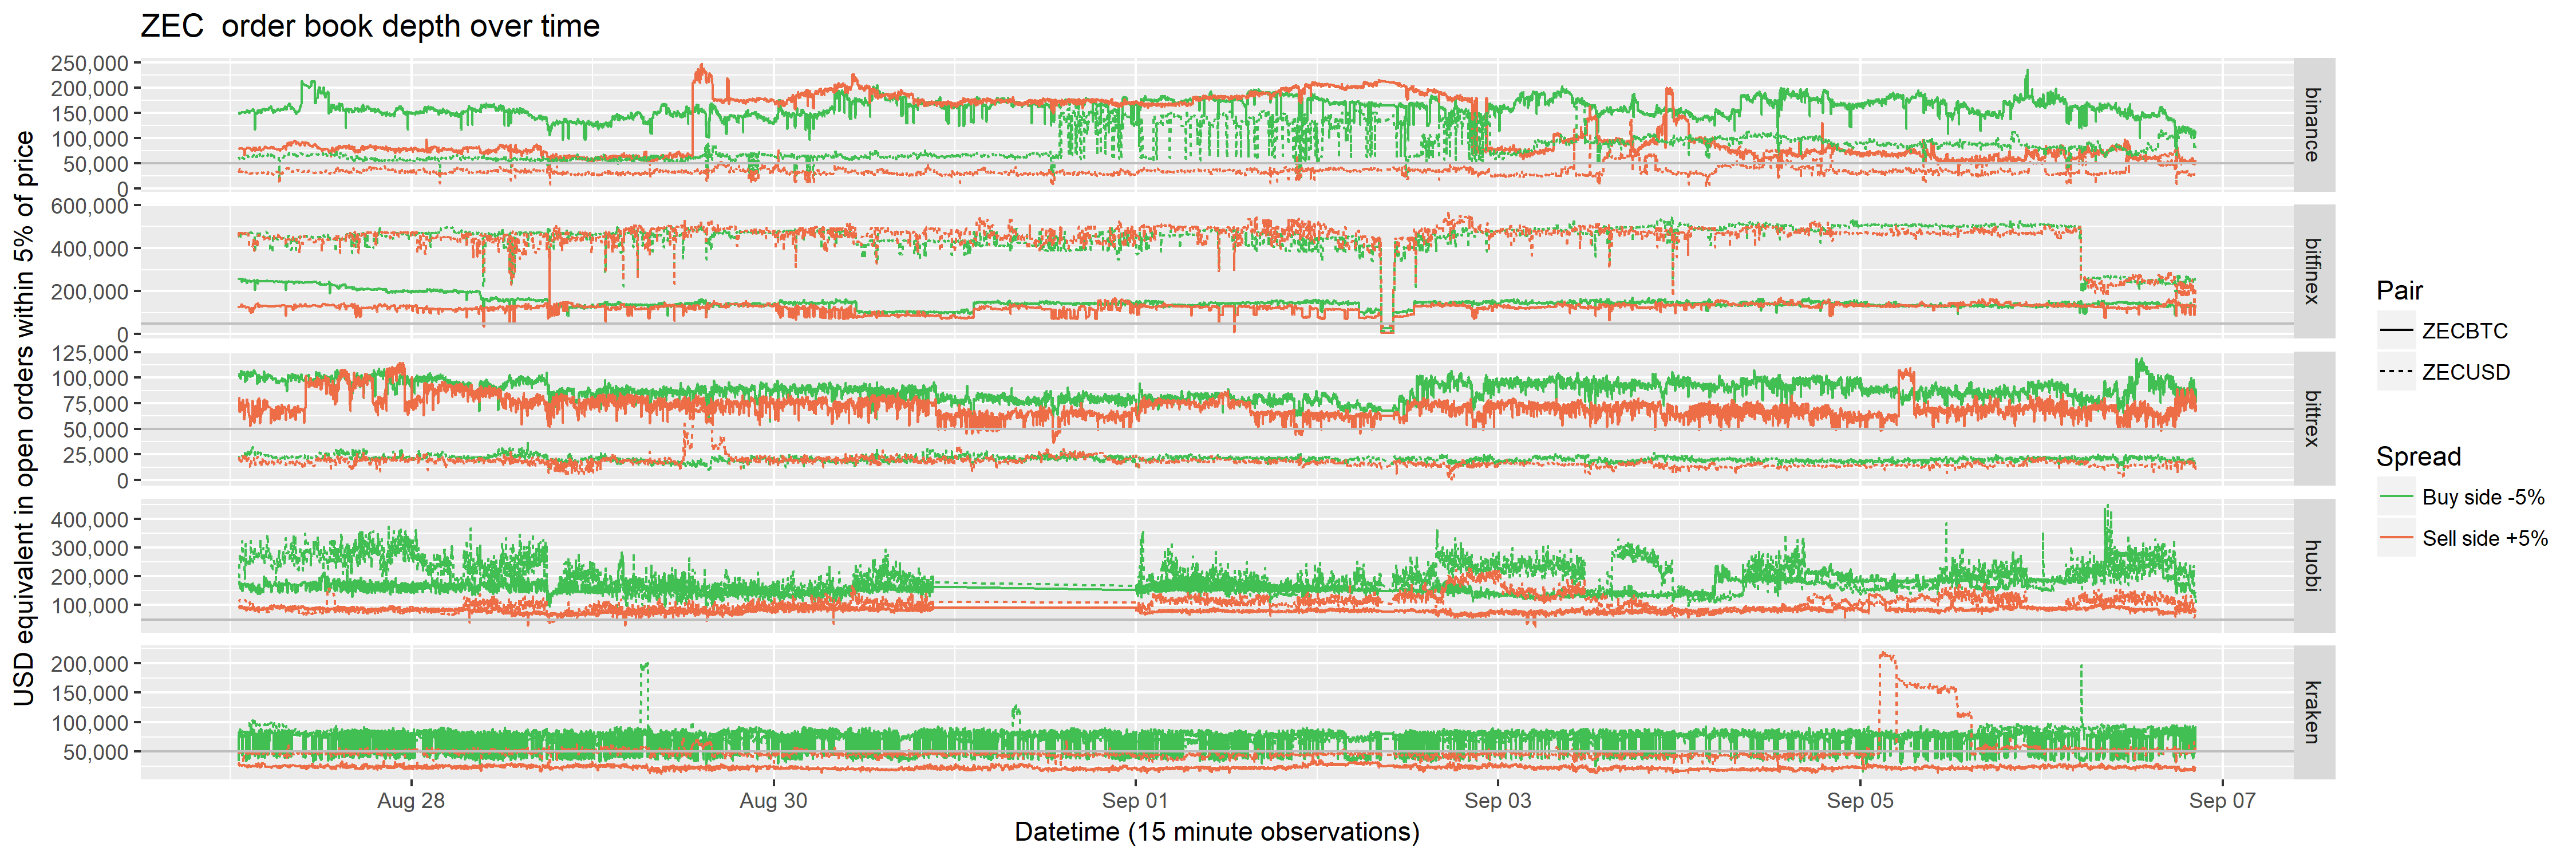 ZEC  order book depth over time
USD equivalent in open orders within 5% of price
250,000
200,000
150,000
100,000
50,000
0
binance
600,000
400,000
200,000
0
bitfinex
125,000
100,000
75,000
50,000
25,000
0
bittrex
400,000
300,000
200,000
100,000
huobi
200,000
150,000
100,000
50,000
kraken
Aug 28
Aug 30
Sep 01
Sep 03
Sep 05
Sep 07
Datetime (15 minute observations)
Pair
ZECBTC
ZECUSD
Spread
Buy side -5%
Sell side +5%